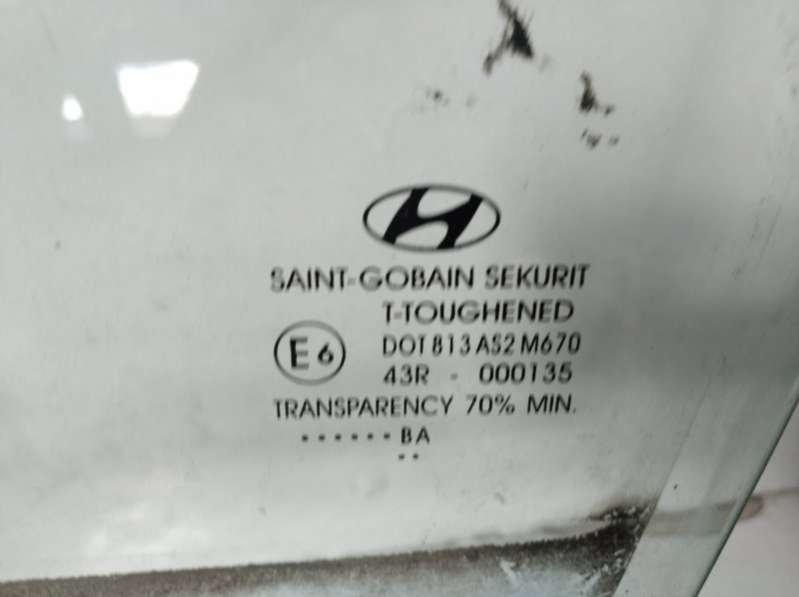 SAINT-GOBAIN SEKURIT
T-TOUGHENED
E6
DOT 813 AS2 M670
43R - 000135
TRANSPARENCY 70% MIN.
······BA
··